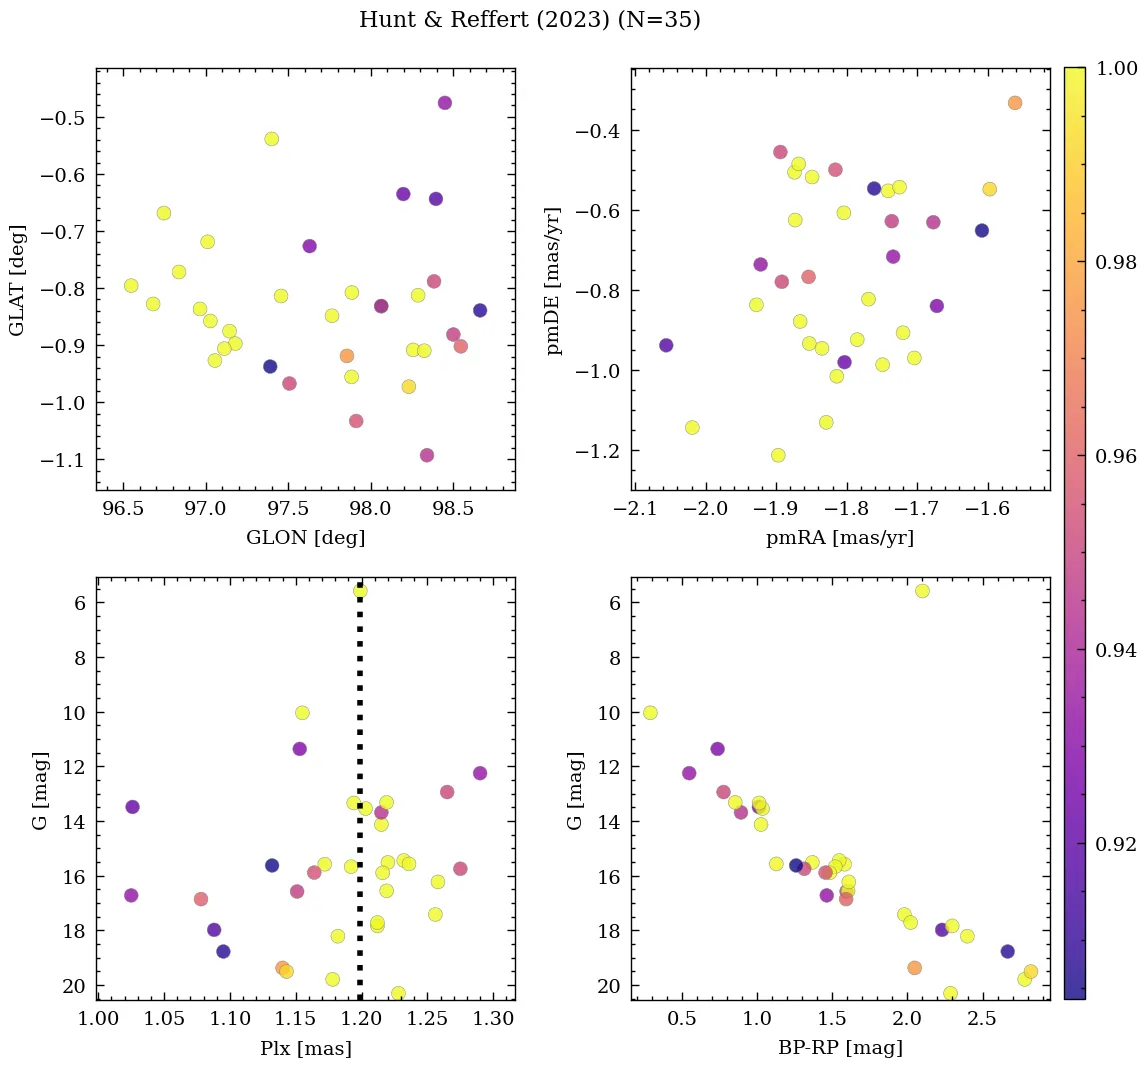 Hunt & Reffert (2023) (N=35)
GLAT [deg]
−0.5
−0.6
−0.7
−0.8
−0.9
−1.0
−1.1
96.5 97.0 97.5 98.0 98.5
GLON [deg]
pmDE [mas/yr]
−0.4
−0.6
−0.8
−1.0
−1.2
−2.1 −2.0 −1.9 −1.8 −1.7 −1.6
pmRA [mas/yr]
G [mag]
6
8
10
12
14
16
18
20
1.00 1.05 1.10 1.15 1.20 1.25 1.30
Plx [mas]
G [mag]
6
8
10
12
14
16
18
20
0.5 1.0 1.5 2.0 2.5
BP-RP [mag]
1.00
0.98
0.96
0.94
0.92